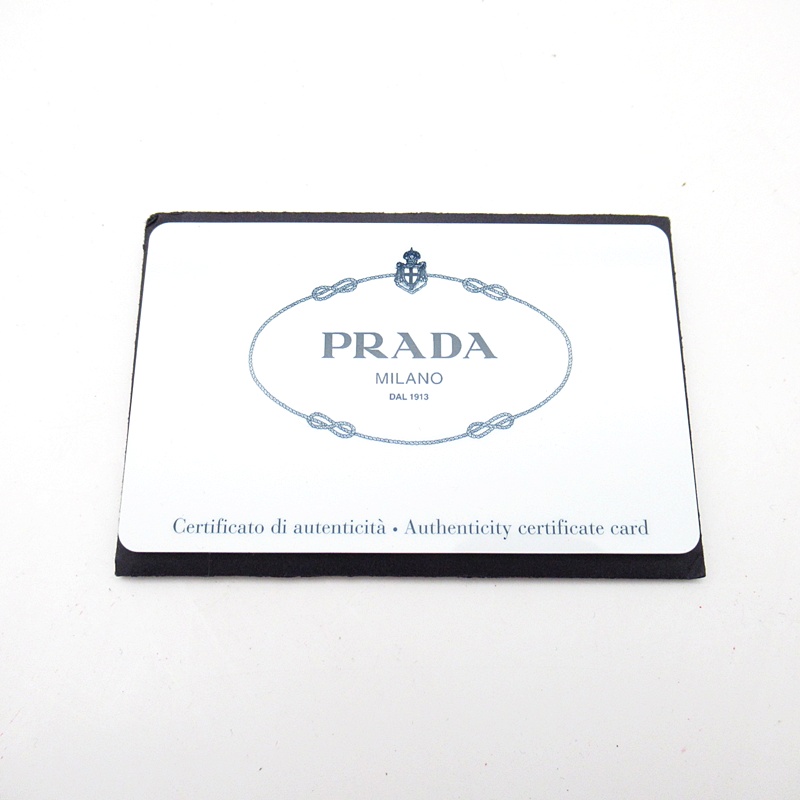 PRADA
MILANO
DAL 1913
Certificato di autenticità • Authenticity certificate card